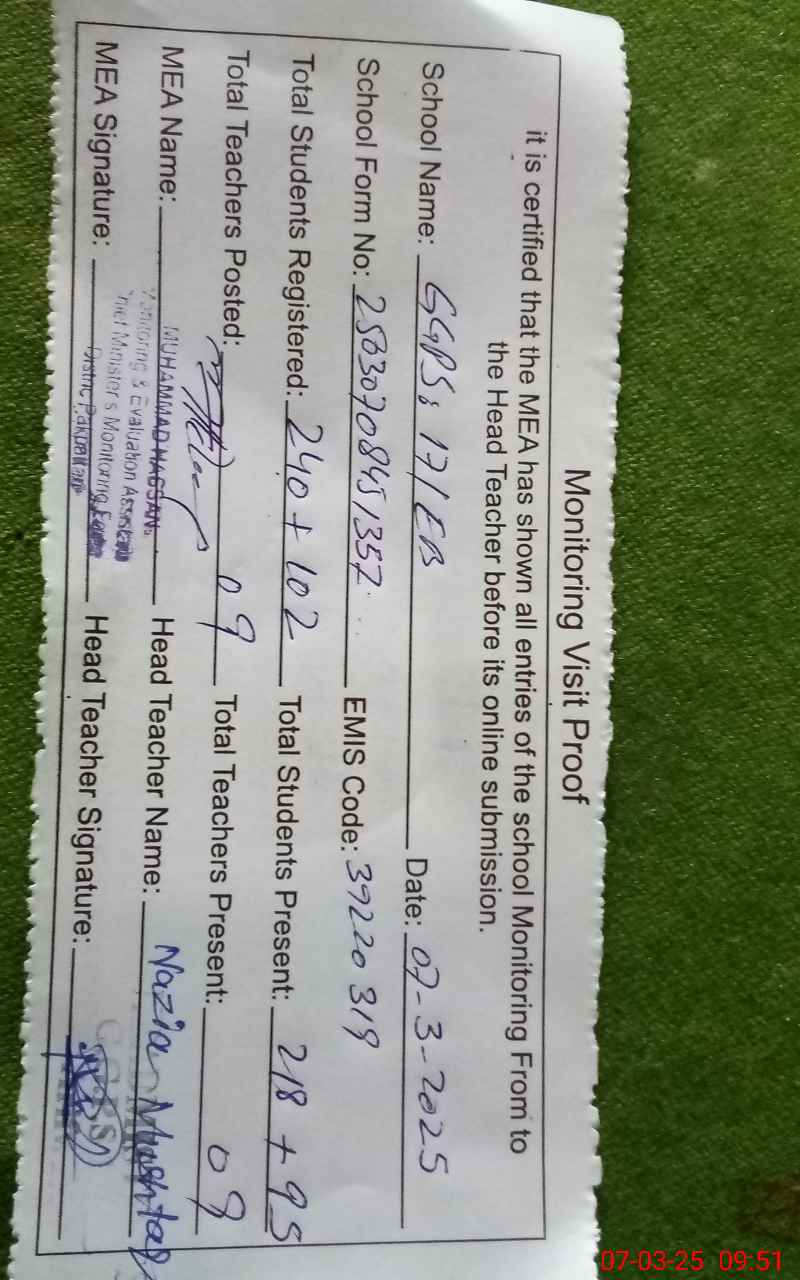 Monitoring Visit Proof
it is certified that the MEA has shown all entries of the school Monitoring From to
the Head Teacher before its online submission.
School Name: GGPS, 17/EB Date: 07-3-2025
School Form No: 2503070845/357 EMIS Code: 39220319
Total Students Registered: 240 + 102 Total Students Present: 218 + 95
Total Teachers Posted: 09 Total Teachers Present: 09
MEA Name: MUHAMMAD HASSAN Head Teacher Name: Nazia Mushtaq
Monitoring & Evaluation Assistant
Chief Minister's Monitoring Force
MEA Signature: District Pakpattan Head Teacher Signature:
07-03-25 09:51